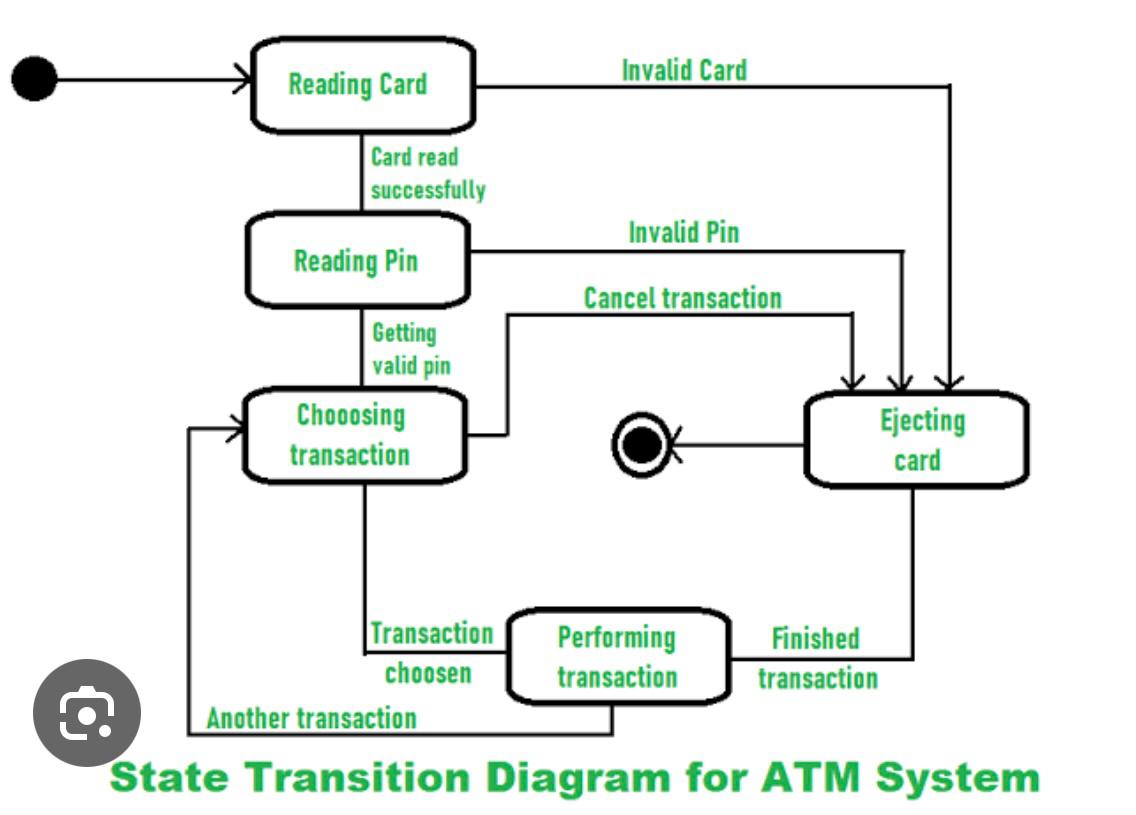 Reading Card
Invalid Card
Card read
successfully
Reading Pin
Invalid Pin
Cancel transaction
Getting
valid pin
Chooosing
transaction
Ejecting
card
Transaction
choosen
Performing
transaction
Finished
transaction
Another transaction
State Transition Diagram for ATM System